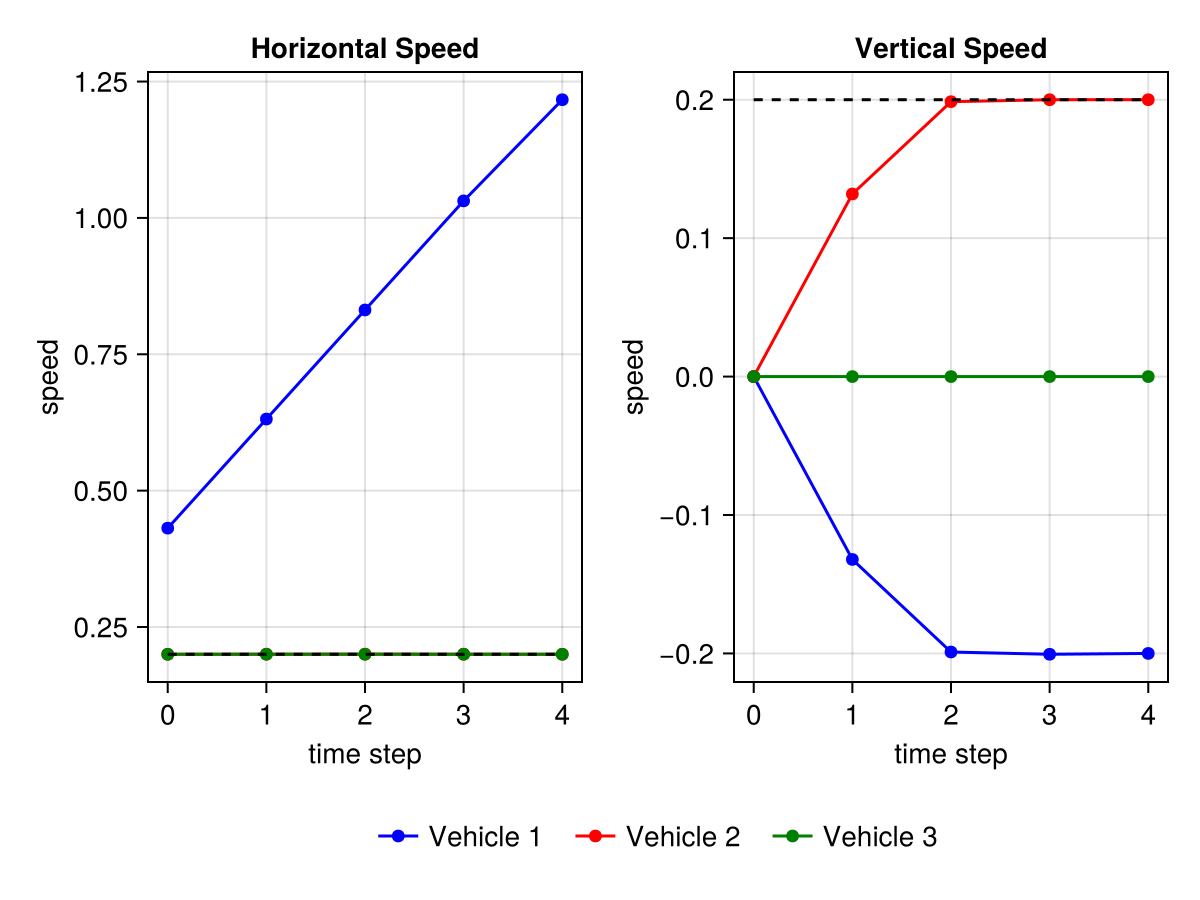 Horizontal Speed
1.25
1.00
0.75
0.50
0.25
speed
0 1 2 3 4
time step
Vertical Speed
0.2
0.1
0.0
−0.1
−0.2
speed
0 1 2 3 4
time step
Vehicle 1 Vehicle 2 Vehicle 3